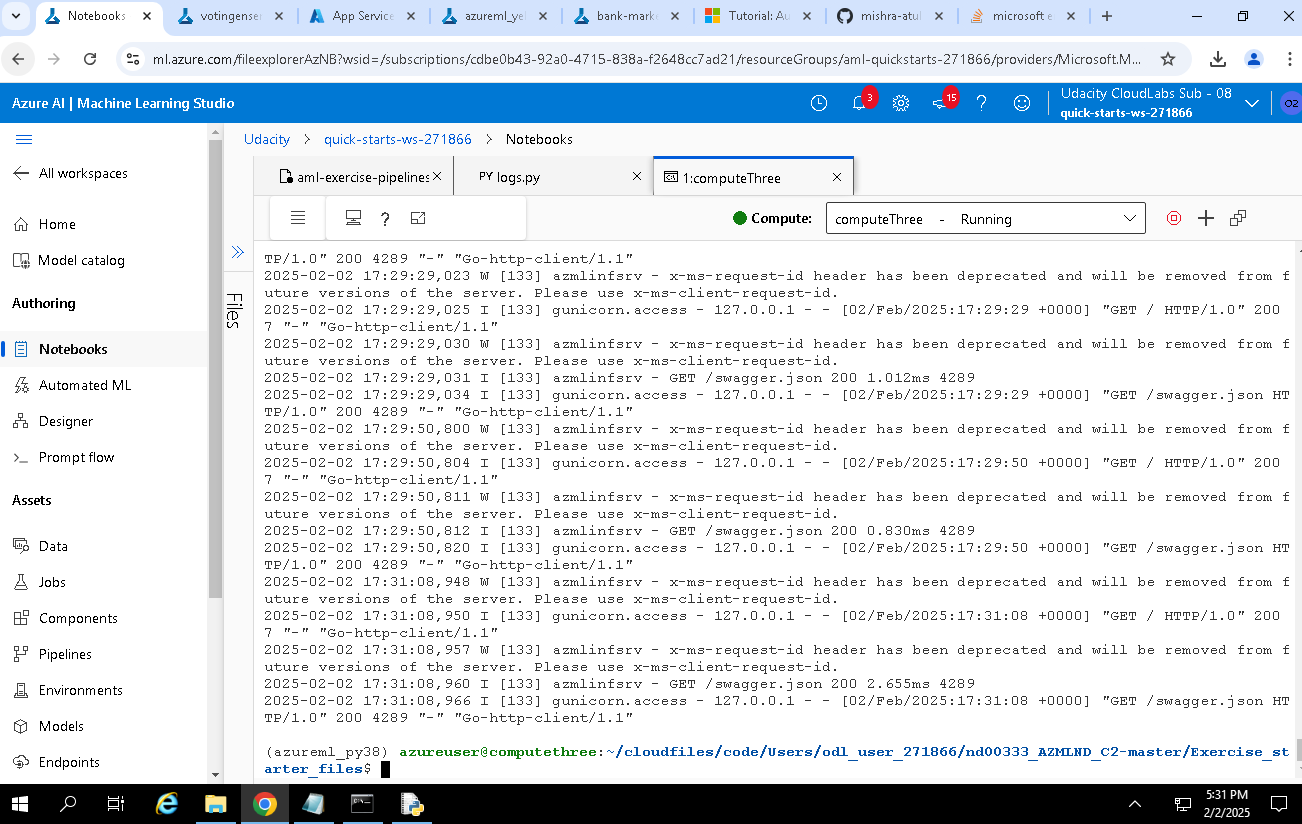 Notebooks
votingense
App Service
azureml_ye
bank-mark
Tutorial: Au
mishra-atul
microsoft e
ml.azure.com/fileexplorerAzNB?wsid=/subscriptions/cdbe0b43-92a0-4715-838a-f2648cc7ad21/resourceGroups/aml-quickstarts-271866/providers/Microsoft.M...
Azure AI | Machine Learning Studio
3
15
?
Udacity CloudLabs Sub - 08
quick-starts-ws-271866
O2
All workspaces
Home
Model catalog
Authoring
Notebooks
Automated ML
Designer
Prompt flow
Assets
Data
Jobs
Components
Pipelines
Environments
Models
Endpoints
Udacity > quick-starts-ws-271866 > Notebooks
aml-exercise-pipelines
PY logs.py
1:computeThree
?
Compute:
computeThree - Running
Files
TP/1.0" 200 4289 "-" "Go-http-client/1.1"
2025-02-02 17:29:29,023 W [133] azmlinfsrv - x-ms-request-id header has been deprecated and will be removed from f
uture versions of the server. Please use x-ms-client-request-id.
2025-02-02 17:29:29,025 I [133] gunicorn.access - 127.0.0.1 - - [02/Feb/2025:17:29:29 +0000] "GET / HTTP/1.0" 200
7 "-" "Go-http-client/1.1"
2025-02-02 17:29:29,030 W [133] azmlinfsrv - x-ms-request-id header has been deprecated and will be removed from f
uture versions of the server. Please use x-ms-client-request-id.
2025-02-02 17:29:29,031 I [133] azmlinfsrv - GET /swagger.json 200 1.012ms 4289
2025-02-02 17:29:29,034 I [133] gunicorn.access - 127.0.0.1 - - [02/Feb/2025:17:29:29 +0000] "GET /swagger.json HT
TP/1.0" 200 4289 "-" "Go-http-client/1.1"
2025-02-02 17:29:50,800 W [133] azmlinfsrv - x-ms-request-id header has been deprecated and will be removed from f
uture versions of the server. Please use x-ms-client-request-id.
2025-02-02 17:29:50,804 I [133] gunicorn.access - 127.0.0.1 - - [02/Feb/2025:17:29:50 +0000] "GET / HTTP/1.0" 200
7 "-" "Go-http-client/1.1"
2025-02-02 17:29:50,811 W [133] azmlinfsrv - x-ms-request-id header has been deprecated and will be removed from f
uture versions of the server. Please use x-ms-client-request-id.
2025-02-02 17:29:50,812 I [133] azmlinfsrv - GET /swagger.json 200 0.830ms 4289
2025-02-02 17:29:50,820 I [133] gunicorn.access - 127.0.0.1 - - [02/Feb/2025:17:29:50 +0000] "GET /swagger.json HT
TP/1.0" 200 4289 "-" "Go-http-client/1.1"
2025-02-02 17:31:08,948 W [133] azmlinfsrv - x-ms-request-id header has been deprecated and will be removed from f
uture versions of the server. Please use x-ms-client-request-id.
2025-02-02 17:31:08,950 I [133] gunicorn.access - 127.0.0.1 - - [02/Feb/2025:17:31:08 +0000] "GET / HTTP/1.0" 200
7 "-" "Go-http-client/1.1"
2025-02-02 17:31:08,957 W [133] azmlinfsrv - x-ms-request-id header has been deprecated and will be removed from f
uture versions of the server. Please use x-ms-client-request-id.
2025-02-02 17:31:08,960 I [133] azmlinfsrv - GET /swagger.json 200 2.655ms 4289
2025-02-02 17:31:08,966 I [133] gunicorn.access - 127.0.0.1 - - [02/Feb/2025:17:31:08 +0000] "GET /swagger.json HT
TP/1.0" 200 4289 "-" "Go-http-client/1.1"
(azureml_py38) azureuser@computethree:~/cloudfiles/code/Users/odl_user_271866/nd00333_AZMLND_C2-master/Exercise_st
arter_files$
5:31 PM
2/2/2025